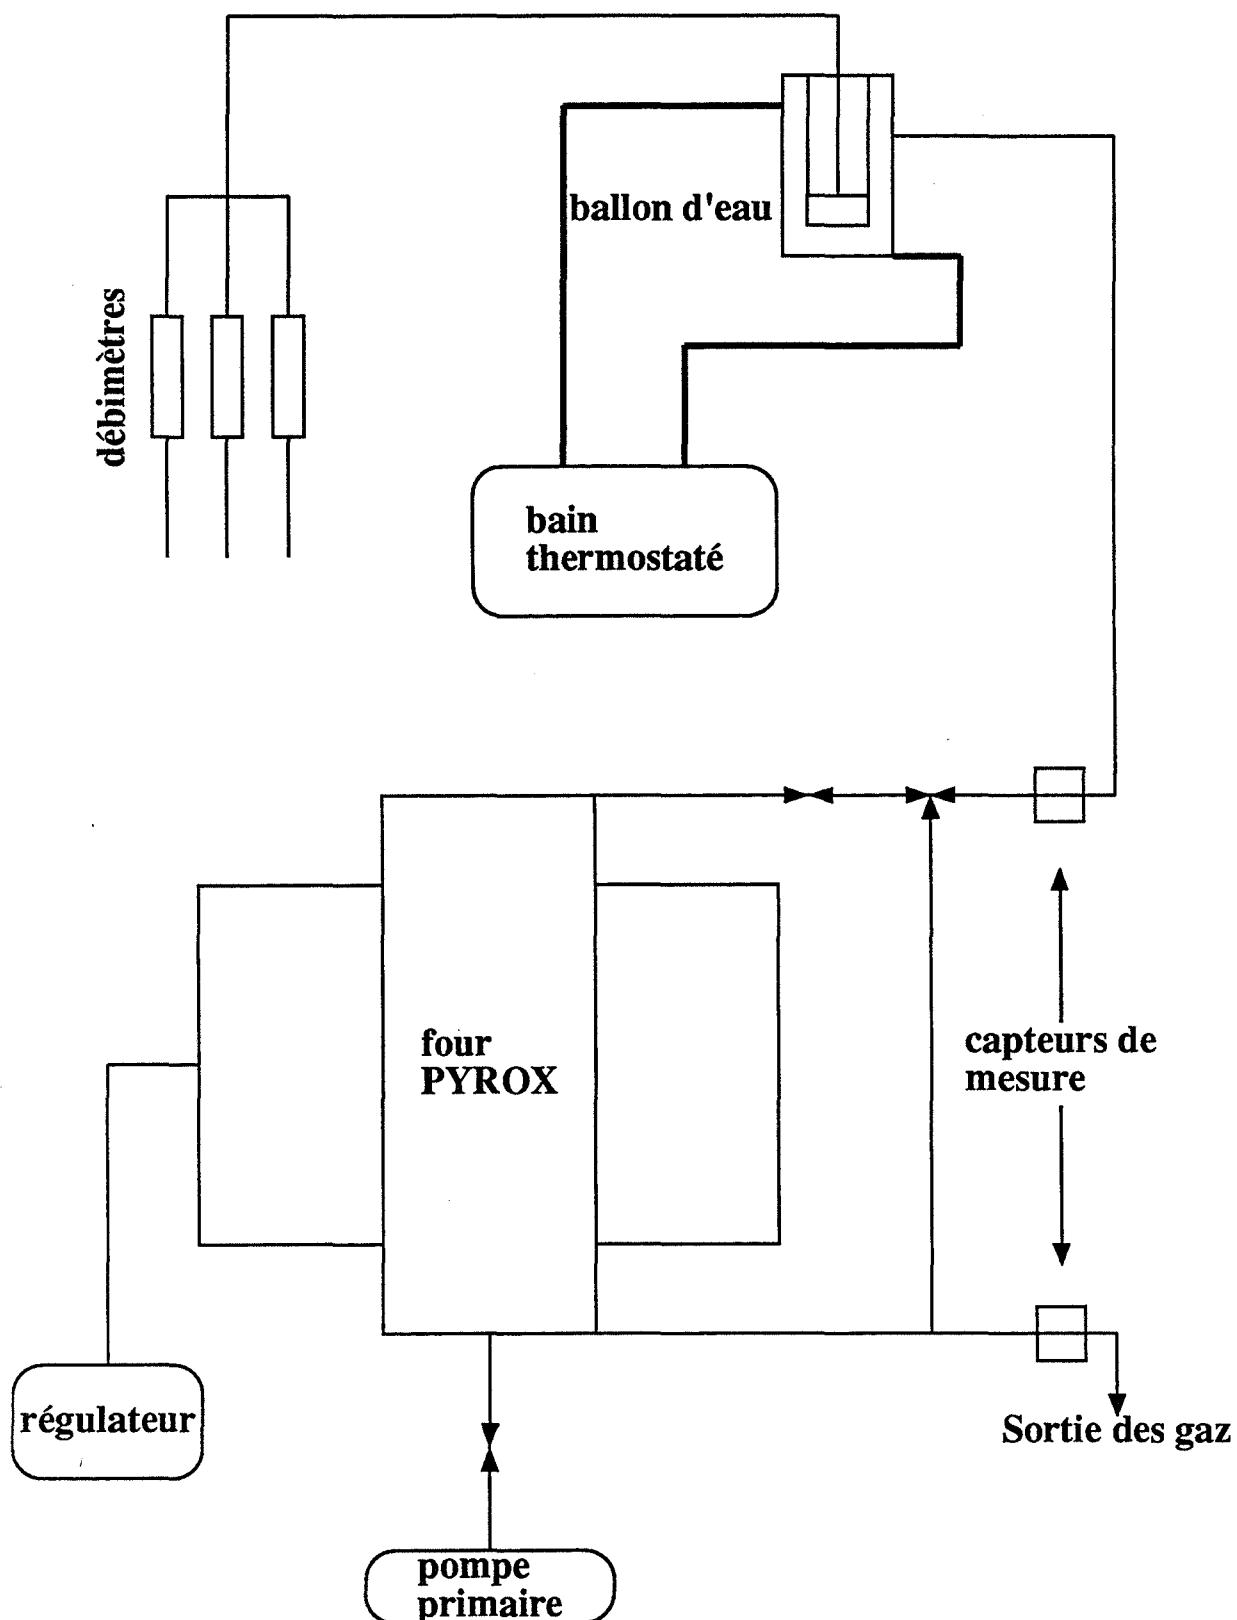 ballon d'eau
débimètres
bain
thermostaté
four
PYROX
capteurs de
mesure
régulateur
Sortie des gaz
pompe
primaire